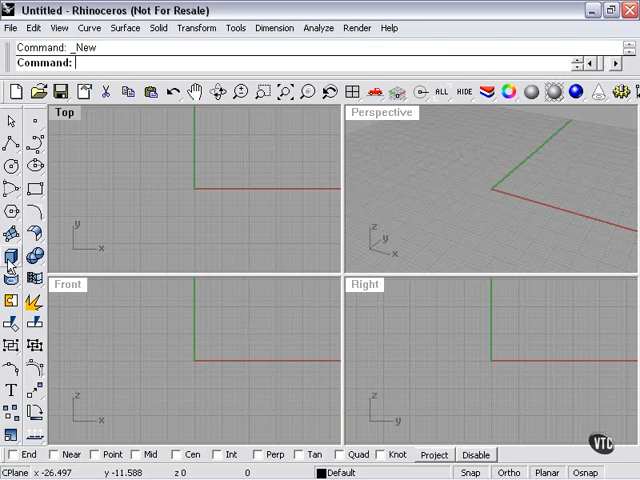 Untitled - Rhinoceros (Not For Resale)
File Edit View Curve Surface Solid Transform Tools Dimension Analyze Render Help
Command: _New
Command:
ALL HIDE
Top
Perspective
y
x
z
y
x
Front
Right
z
x
z
y
T
VTC
End Near Point Mid Cen Int Perp Tan Quad Knot Project Disable
CPlane x -26.497 y -11.588 z 0 0 Default Snap Ortho Planar Osnap